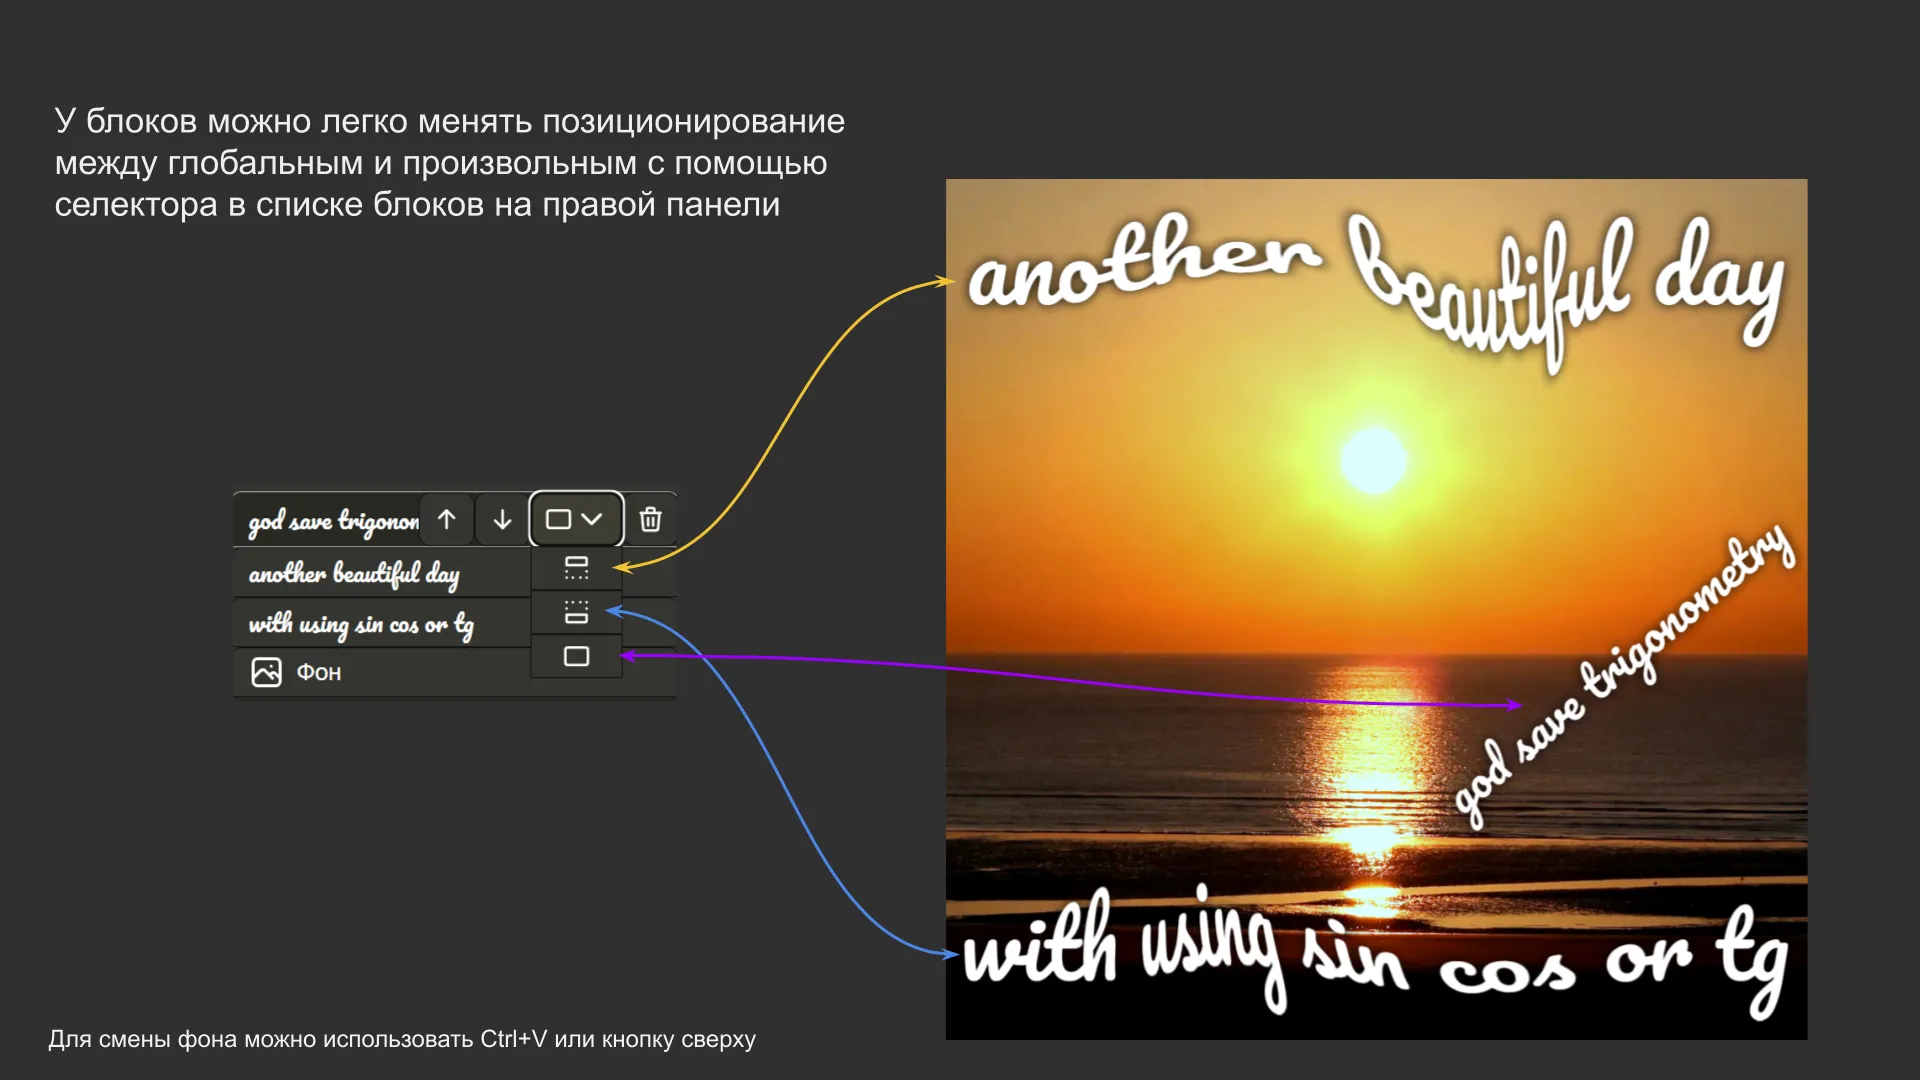 У блоков можно легко менять позиционирование
между глобальным и произвольным с помощью
селектора в списке блоков на правой панели
another beautiful day
god save trigonometry
with using sin cos or tg
god save trigonom
another beautiful day
with using sin cos or tg
Фон
Для смены фона можно использовать Ctrl+V или кнопку сверху